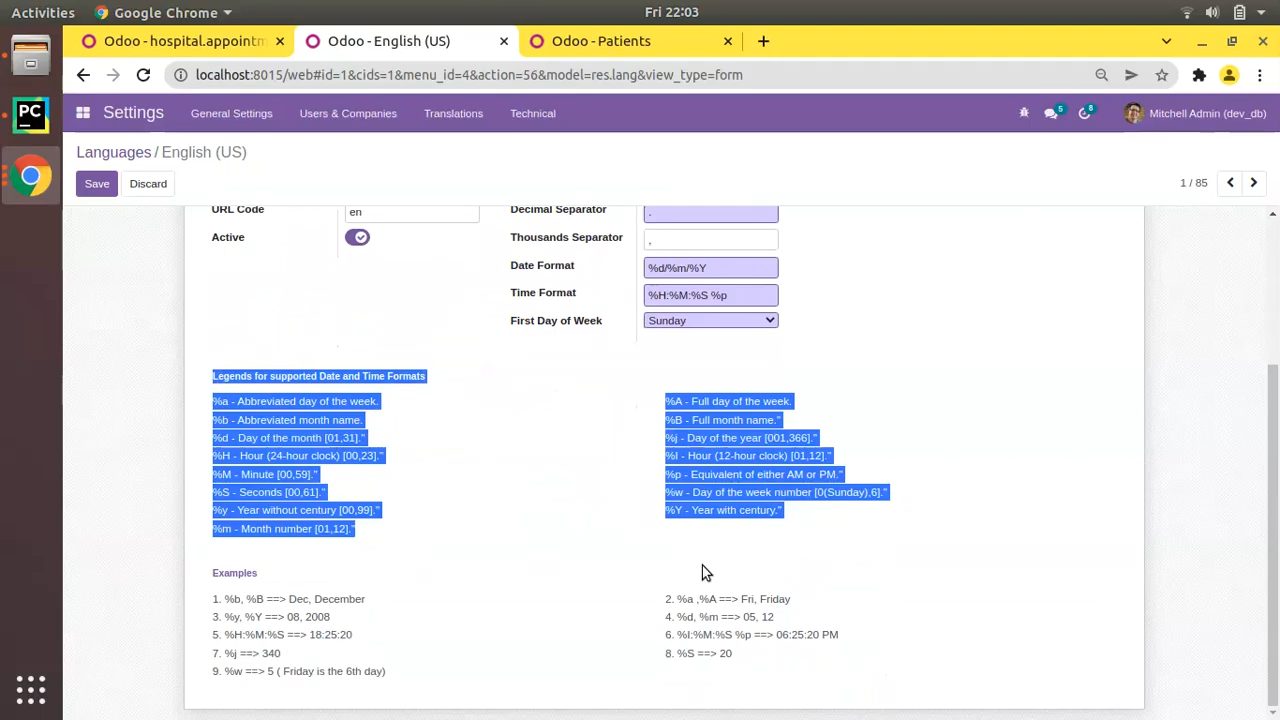 Activities
Google Chrome
Fri 22:03
Odoo - hospital.appointm
Odoo - English (US)
Odoo - Patients
localhost:8015/web#id=1&cids=1&menu_id=4&action=56&model=res.lang&view_type=form
Settings
General Settings
Users & Companies
Translations
Technical
5
8
Mitchell Admin (dev_db)
Languages / English (US)
Save
Discard
1 / 85
URL Code
en
Decimal Separator
.
Active
Thousands Separator
,
Date Format
%d/%m/%Y
Time Format
%H:%M:%S %p
First Day of Week
Sunday
Legends for supported Date and Time Formats
%a - Abbreviated day of the week.
%A - Full day of the week.
%b - Abbreviated month name.
%B - Full month name."
%d - Day of the month [01,31]."
%j - Day of the year [001,366]."
%H - Hour (24-hour clock) [00,23]."
%I - Hour (12-hour clock) [01,12]."
%M - Minute [00,59]."
%p - Equivalent of either AM or PM."
%S - Seconds [00,61]."
%w - Day of the week number [0(Sunday),6]."
%y - Year without century [00,99]."
%Y - Year with century."
%m - Month number [01,12]."
Examples
1. %b, %B ==> Dec, December
2. %a ,%A ==> Fri, Friday
3. %y, %Y ==> 08, 2008
4. %d, %m ==> 05, 12
5. %H:%M:%S ==> 18:25:20
6. %I:%M:%S %p ==> 06:25:20 PM
7. %j ==> 340
8. %S ==> 20
9. %w ==> 5 ( Friday is the 6th day)
PC